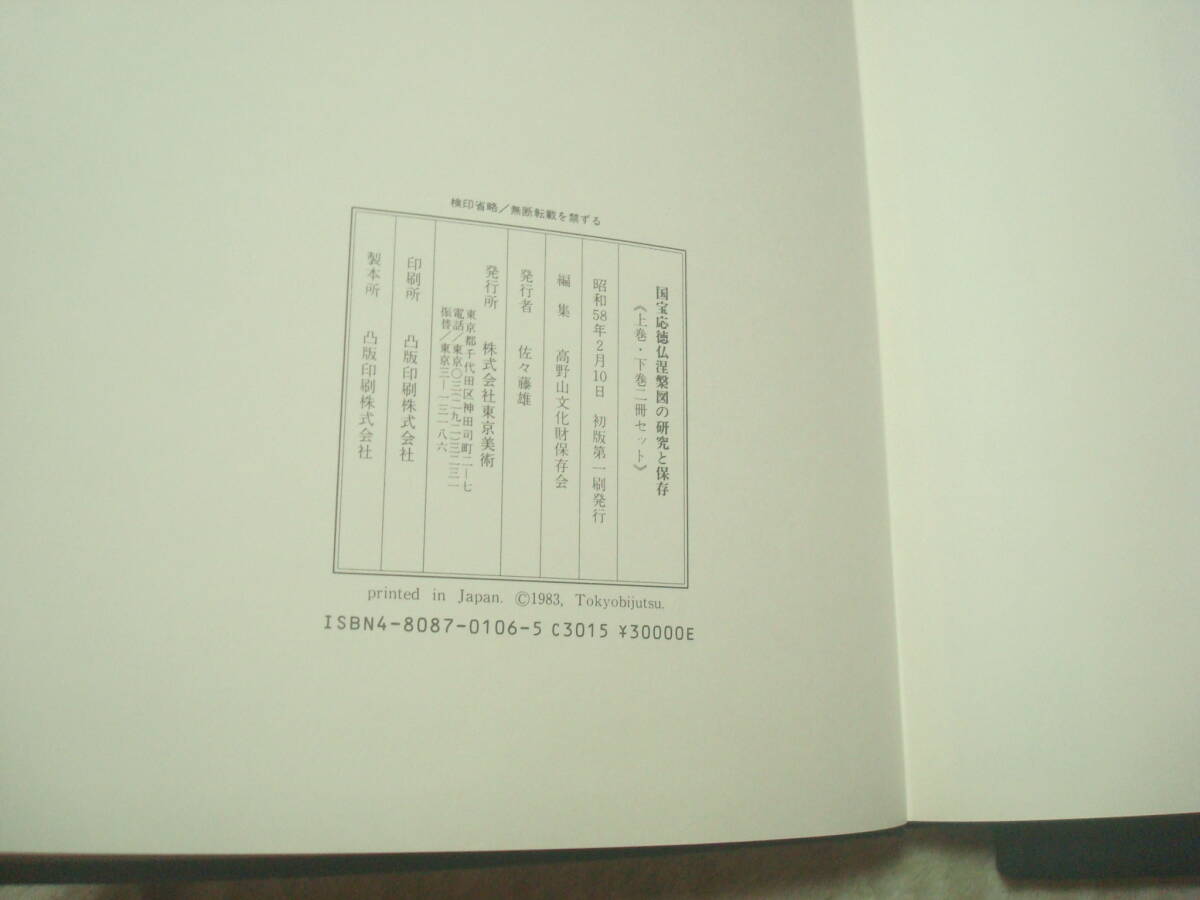 検印省略／無断転載を禁ずる
国宝応徳仏涅槃図の研究と保存
《上巻・下巻二冊セット》
昭和58年2月10日　初版第一刷発行
編　集　高野山文化財保存会
発行者　佐々藤雄
発行所　株式会社東京美術
東京都千代田区神田司町二―七
電話／東京〇三(二九二)三二三一
振替／東京三―一三一八六
印刷所　凸版印刷株式会社
製本所　凸版印刷株式会社
printed in Japan. ©1983, Tokyobijutsu.
ISBN4-8087-0106-5 C3015 ¥30000E